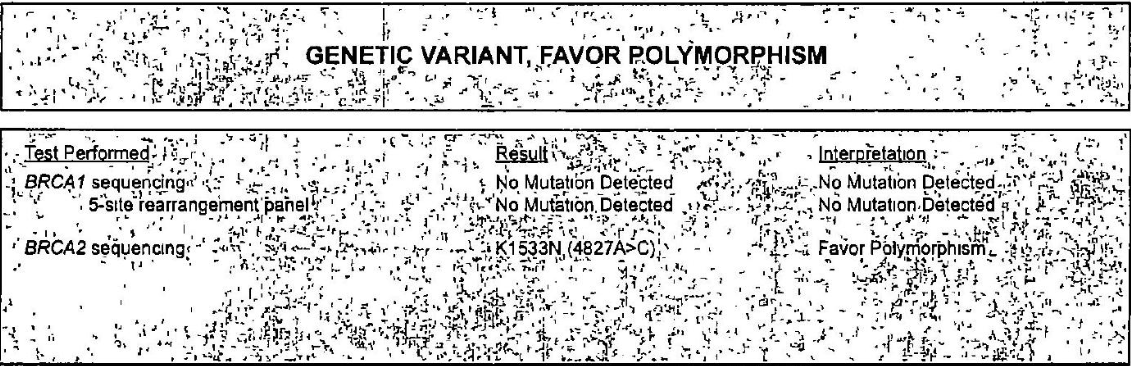 GENETIC VARIANT, FAVOR POLYMORPHISM
Test Performed Result Interpretation
BRCA1 sequencing No Mutation Detected No Mutation Detected
5-site rearrangement panel No Mutation Detected No Mutation Detected
BRCA2 sequencing K1533N (4827A>C) Favor Polymorphism